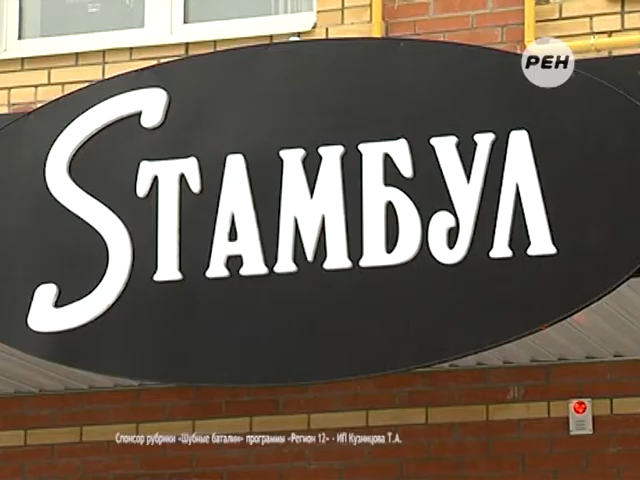 РЕН
SТАМБУЛ
Спонсор рубрики «Шубные баталии» программы «Регион 12» - ИП Кузнецова Т.А.